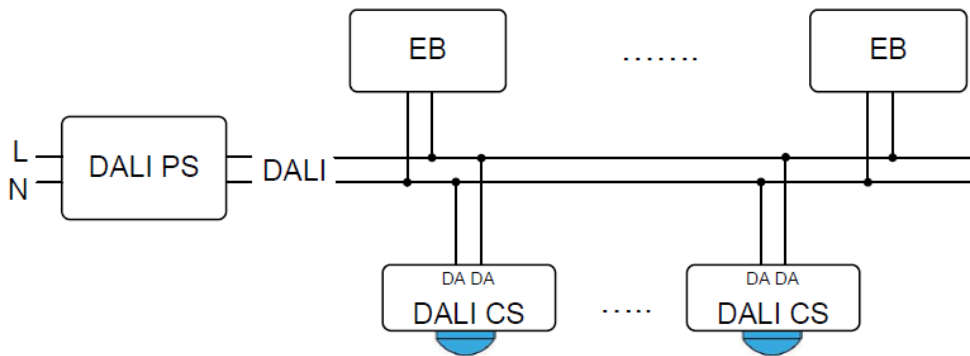 EB
.......
EB
L
N
DALI PS
DALI
DA DA
DALI CS
.....
DA DA
DALI CS